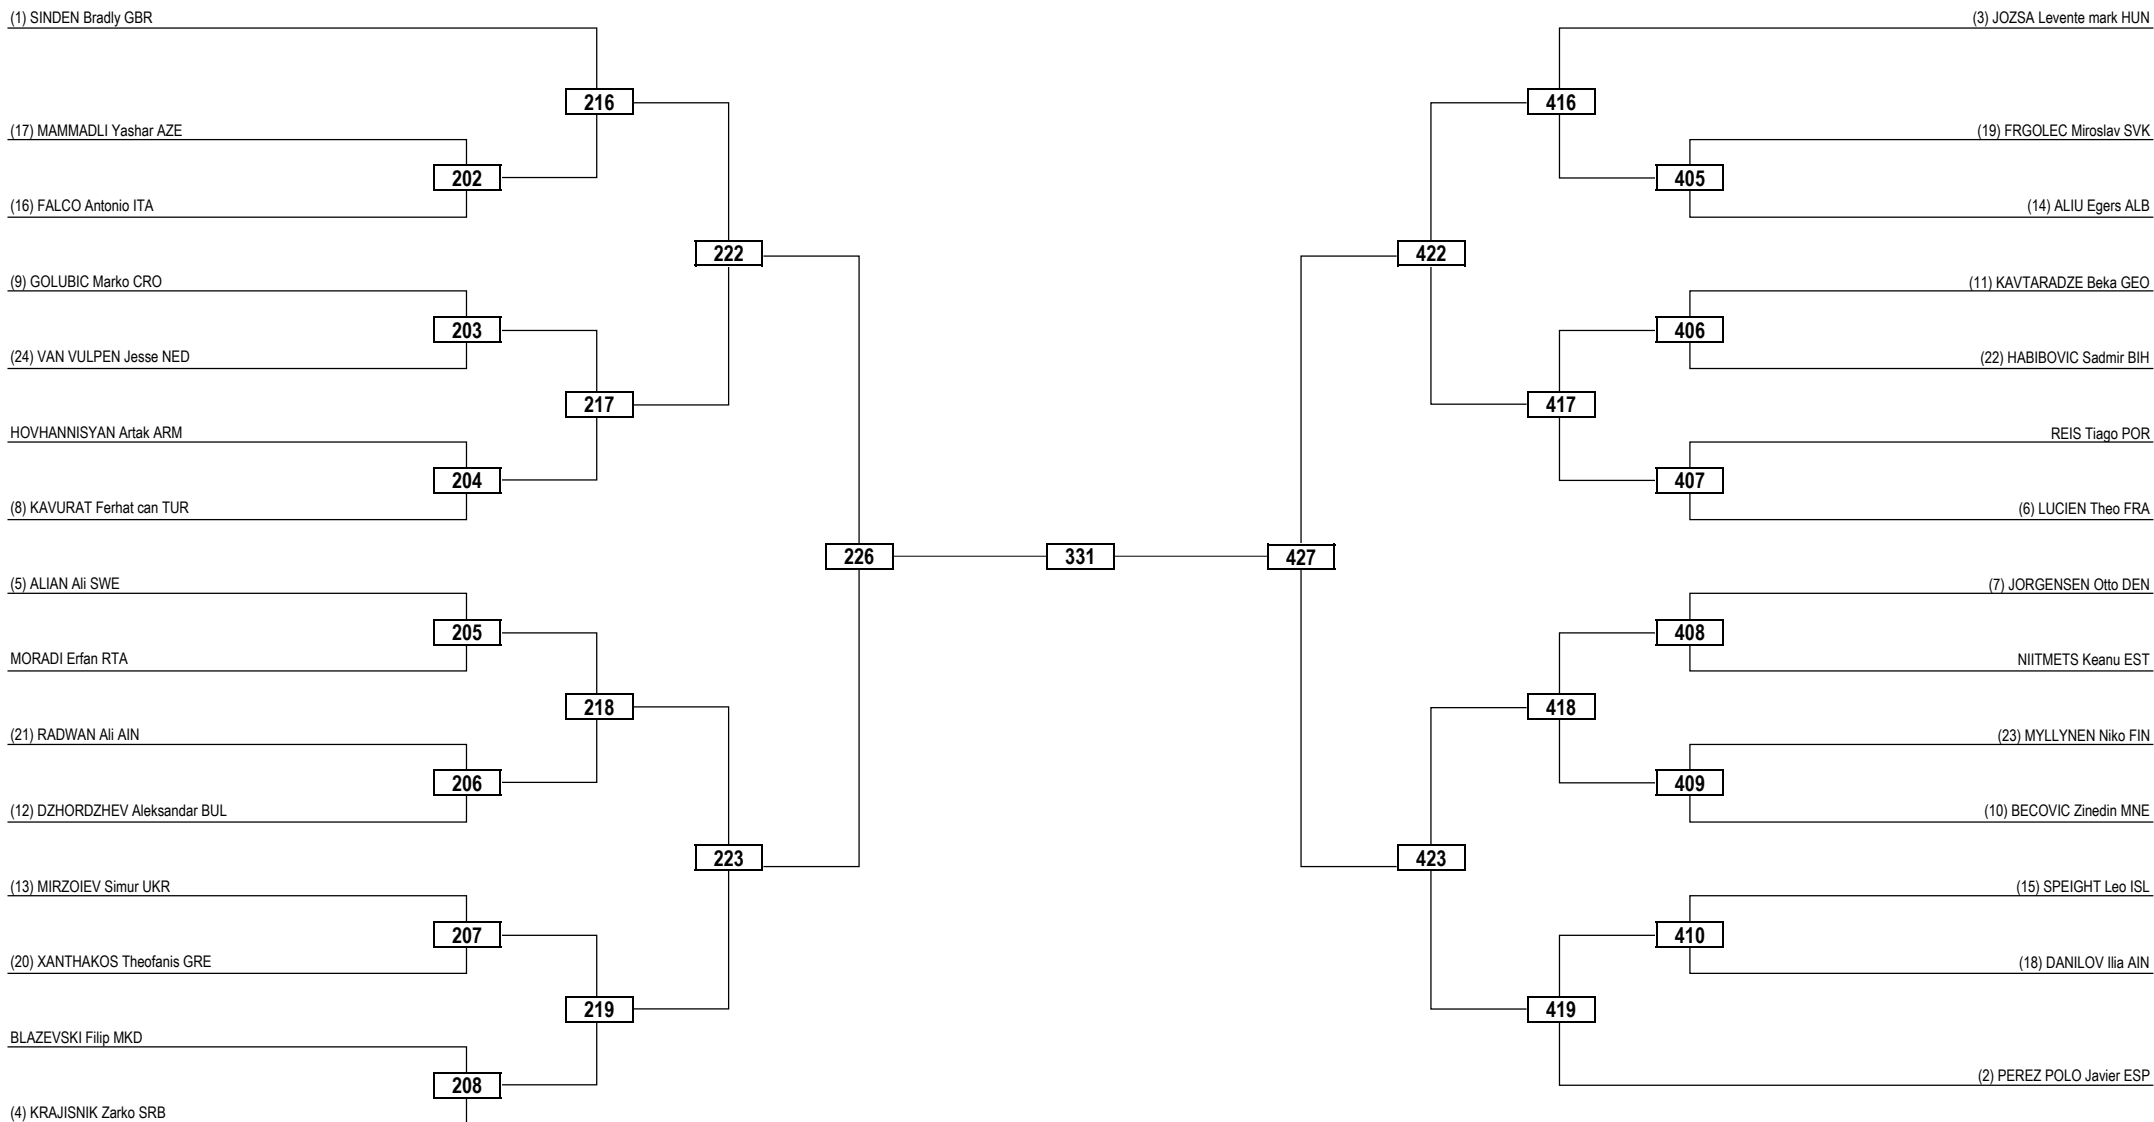 (1) SINDEN Bradly GBR
(3) JOZSA Levente mark HUN
216
416
(17) MAMMADLI Yashar AZE
(19) FRGOLEC Miroslav SVK
202
405
(16) FALCO Antonio ITA
(14) ALIU Egers ALB
222
422
(9) GOLUBIC Marko CRO
(11) KAVTARADZE Beka GEO
203
406
(24) VAN VULPEN Jesse NED
(22) HABIBOVIC Sadmir BIH
217
417
HOVHANNISYAN Artak ARM
REIS Tiago POR
204
407
(8) KAVURAT Ferhat can TUR
(6) LUCIEN Theo FRA
226
331
427
(5) ALIAN Ali SWE
(7) JORGENSEN Otto DEN
205
408
MORADI Erfan RTA
NIITMETS Keanu EST
218
418
(21) RADWAN Ali AIN
(23) MYLLYNEN Niko FIN
206
409
(12) DZHORDZHEV Aleksandar BUL
(10) BECOVIC Zinedin MNE
223
423
(13) MIRZOIEV Simur UKR
(15) SPEIGHT Leo ISL
207
410
(20) XANTHAKOS Theofanis GRE
(18) DANILOV Ilia AIN
219
419
BLAZEVSKI Filip MKD
208
(2) PEREZ POLO Javier ESP
(4) KRAJISNIK Zarko SRB